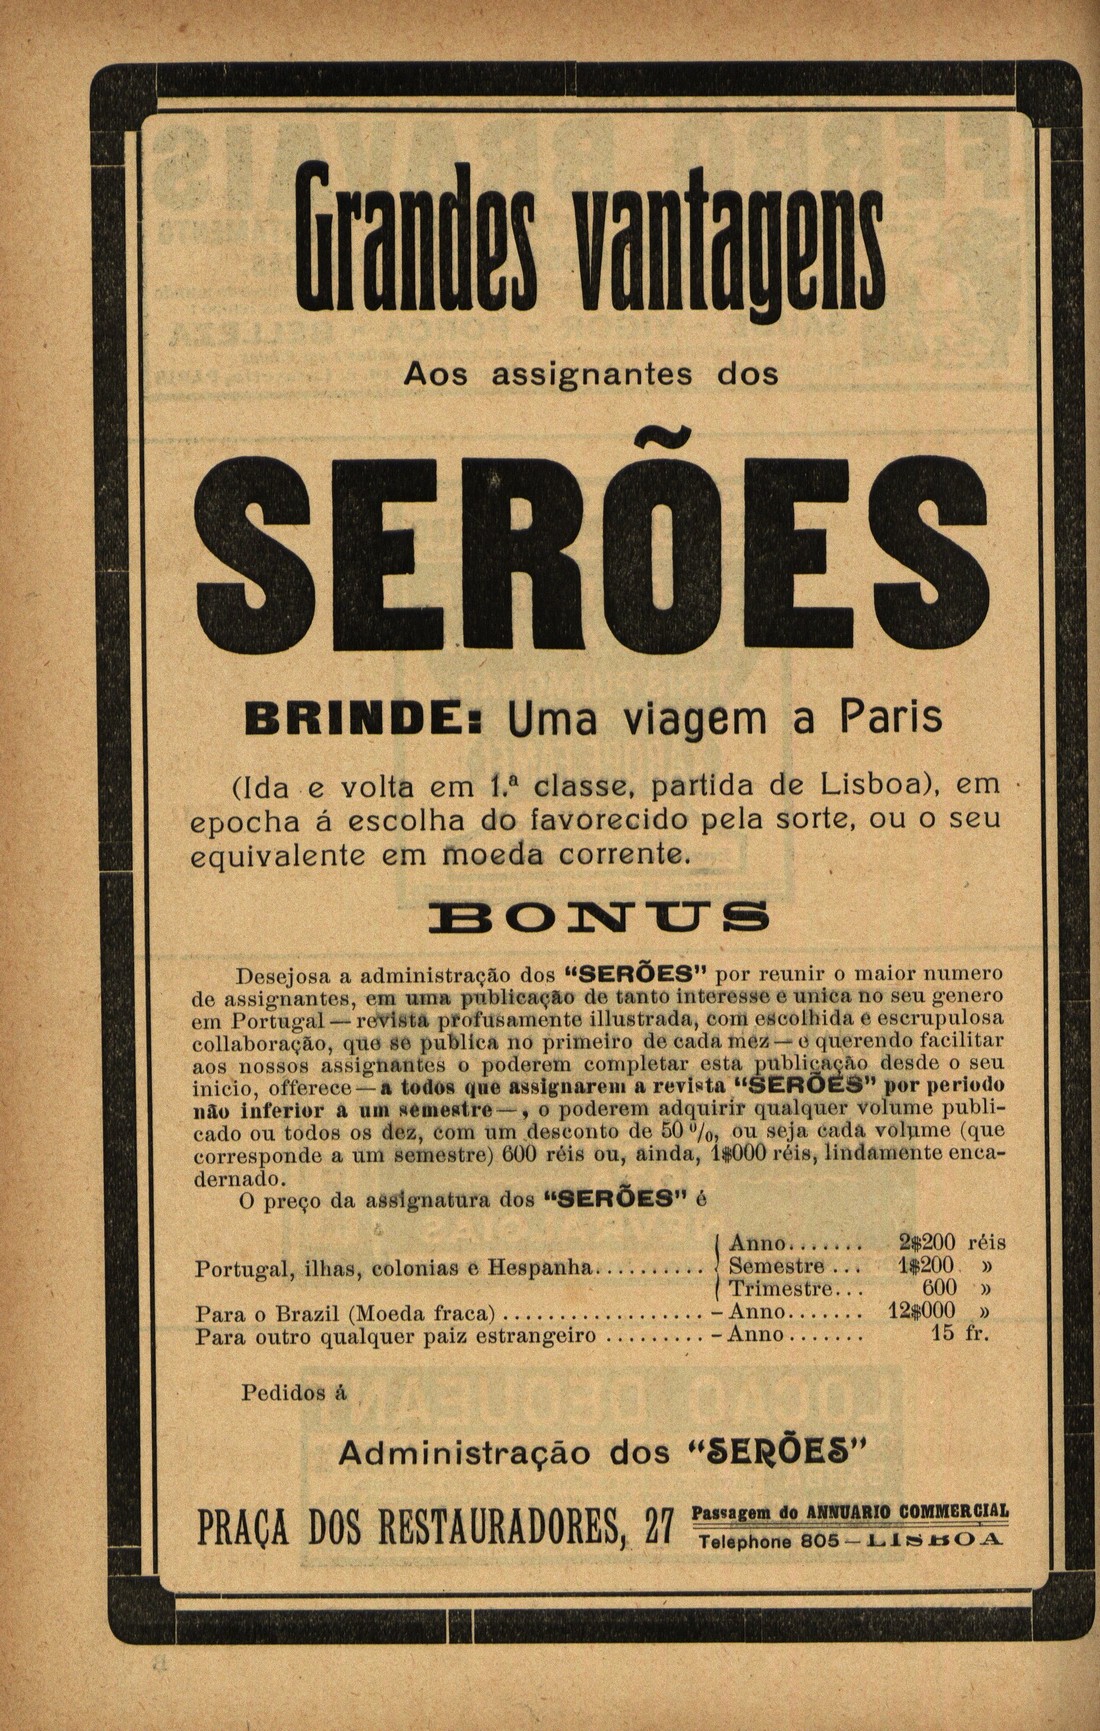 Grandes vantagens
Aos assignantes dos
SERÕES
BRINDE: Uma viagem a Paris
(Ida e volta em 1.ª classe, partida de Lisboa), em
epocha á escolha do favorecido pela sorte, ou o seu
equivalente em moeda corrente.
BONUS
Desejosa a administração dos “SERÕES” por reunir o maior numero
de assignantes, em uma publicação de tanto interesse e unica no seu genero
em Portugal — revista profusamente illustrada, com escolhida e escrupulosa
collaboração, que se publica no primeiro de cada mez — e querendo facilitar
aos nossos assignantes o poderem completar esta publicação desde o seu
inicio, offerece — a todos que assignarem a revista “SERÕES” por periodo
não inferior a um semestre —, o poderem adquirir qualquer volume publi-
cado ou todos os dez, com um desconto de 50 %, ou seja cada volume (que
corresponde a um semestre) 600 réis ou, ainda, 1$000 réis, lindamente enca-
dernado.
O preço da assignatura dos “SERÕES” é
Anno....... 2$200 réis
Portugal, ilhas, colonias e Hespanha.......... Semestre ... 1$200 »
Trimestre... 600 »
Para o Brazil (Moeda fraca) .................. – Anno....... 12$000 »
Para outro qualquer paiz estrangeiro ......... – Anno....... 15 fr.
Pedidos á
Administração dos “SERÕES”
PRAÇA DOS RESTAURADORES, 27 Passagem do ANNUARIO COMMERCIAL
Telephone 805 — LISBOA